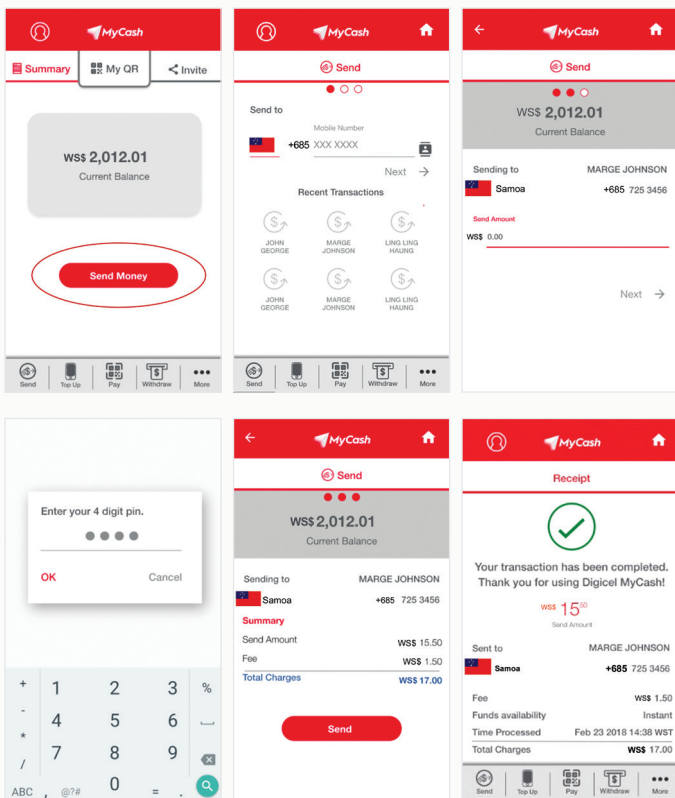 MyCash
Summary
My QR
Invite
WS$ 2,012.01
Current Balance
Send Money
Send
Top Up
Pay
Withdraw
More
MyCash
Send
Send to
Mobile Number
+685 XXX XXXX
Next
Recent Transactions
JOHN GEORGE
MARGE JOHNSON
LING LING HAUNG
JOHN GEORGE
MARGE JOHNSON
LING LING HAUNG
Send
Top Up
Pay
Withdraw
More
MyCash
Send
WS$ 2,012.01
Current Balance
Sending to MARGE JOHNSON
Samoa +685 725 3456
Send Amount
WS$ 0.00
Next
Enter your 4 digit pin.
OK Cancel
+ 1 2 3 %
- 4 5 6
* 7 8 9
/
ABC , @?# 0 = .
MyCash
Send
WS$ 2,012.01
Current Balance
Sending to MARGE JOHNSON
Samoa +685 725 3456
Summary
Send Amount WS$ 15.50
Fee WS$ 1.50
Total Charges WS$ 17.00
Send
MyCash
Receipt
Your transaction has been completed.
Thank you for using Digicel MyCash!
WS$ 15.50
Send Amount
Sent to MARGE JOHNSON
Samoa +685 725 3456
Fee WS$ 1.50
Funds availability Instant
Time Processed Feb 23 2018 14:38 WST
Total Charges WS$ 17.00
Send
Top Up
Pay
Withdraw
More